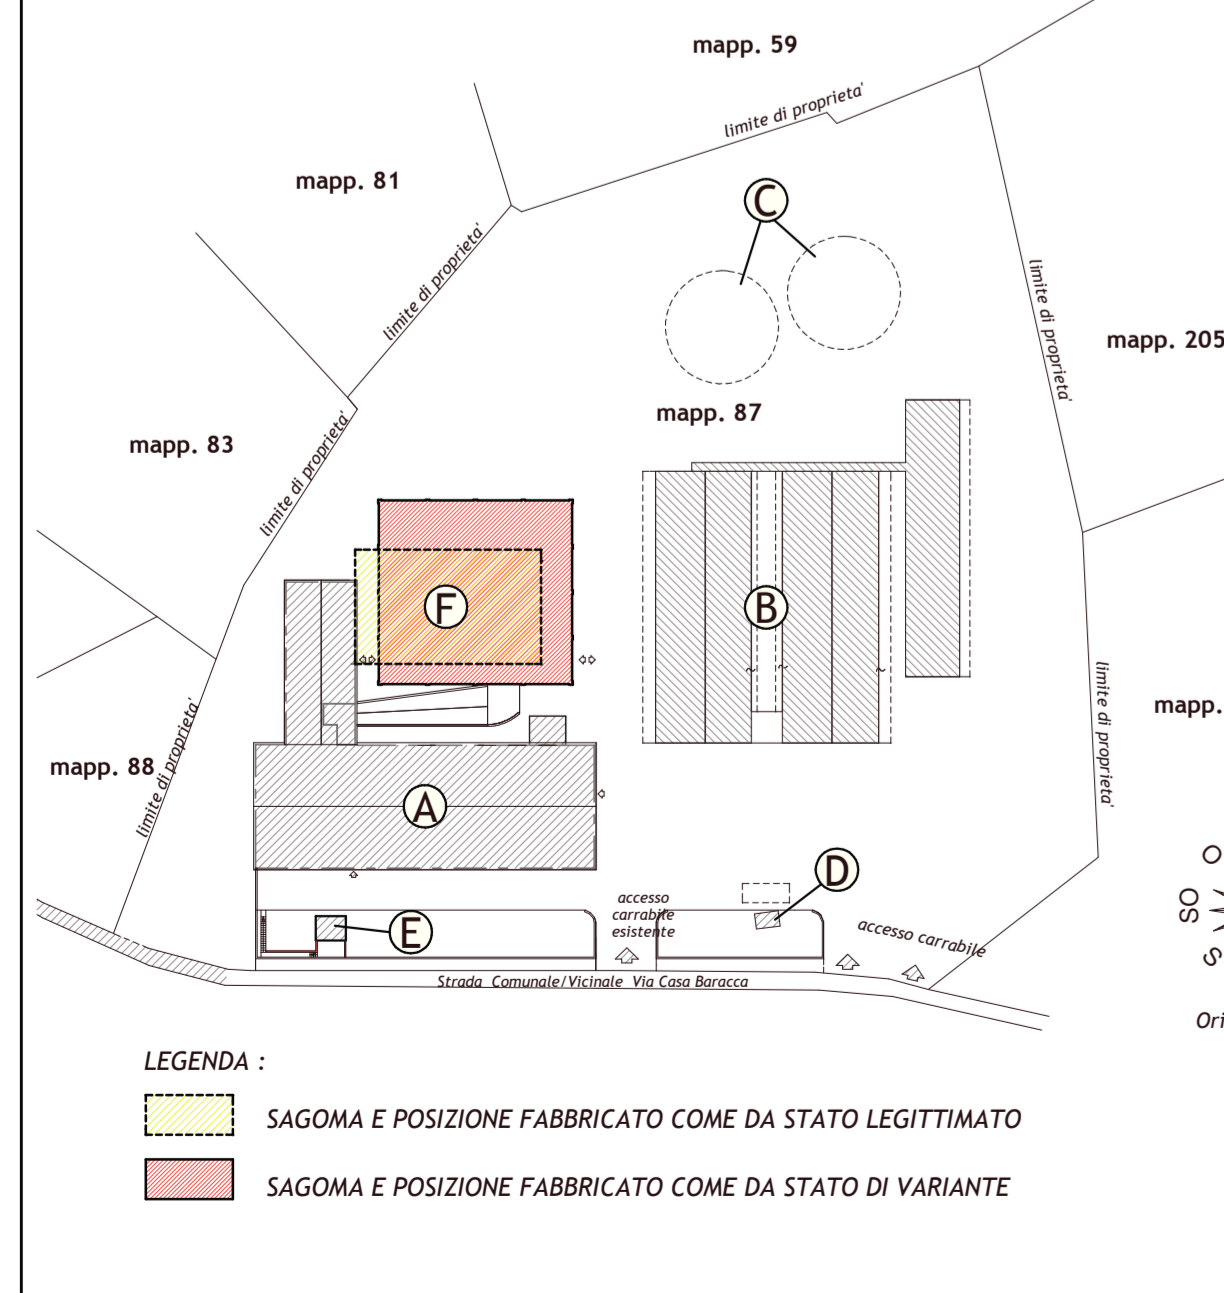 mapp. 59
limite di proprieta'
mapp. 81
C
limite di proprieta'
limite di proprieta'
mapp. 205
mapp. 87
mapp. 83
limite di proprieta'
F
B
limite di proprieta'
mapp.
mapp. 88
limite di proprieta'
A
O
SO
S
D
accesso
carrabile
esistente
E
accesso carrabile
Strada Comunale/Vicinale Via Casa Baracca
Ori
LEGENDA :
SAGOMA E POSIZIONE FABBRICATO COME DA STATO LEGITTIMATO
SAGOMA E POSIZIONE FABBRICATO COME DA STATO DI VARIANTE